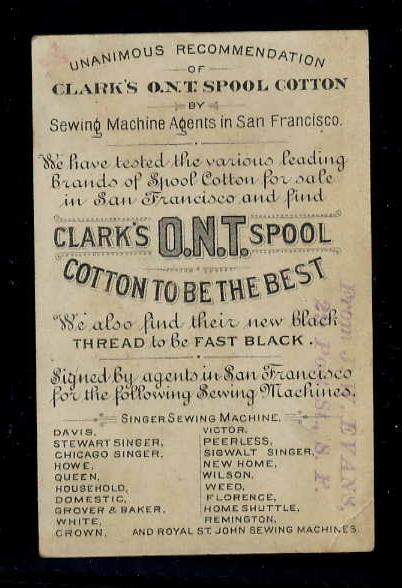 UNANIMOUS RECOMMENDATION
OF
CLARK'S O.N.T. SPOOL COTTON
BY
Sewing Machine Agents in San Francisco.
We have tested the various leading
brands of Spool Cotton for sale
in San Francisco and find
CLARK'S O.N.T. SPOOL
COTTON TO BE THE BEST
We also find their new black
THREAD to be FAST BLACK.
Signed by agents in San Francisco
for the following Sewing Machines.
SINGER SEWING MACHINE,
DAVIS,
STEWART SINGER,
CHICAGO SINGER,
HOWE,
QUEEN,
HOUSEHOLD,
DOMESTIC,
GROVER & BAKER,
WHITE,
CROWN,
VICTOR,
PEERLESS,
SIGWALT SINGER,
NEW HOME,
WILSON,
WEED,
FLORENCE,
HOME SHUTTLE,
REMINGTON,
AND ROYAL ST. JOHN SEWING MACHINES.
From J. EVANS,
Post St., S. F.